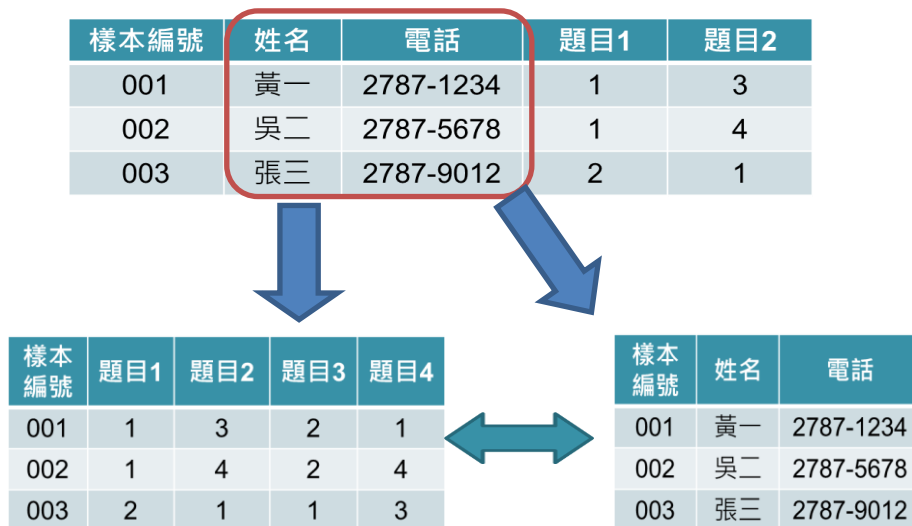 樣本編號 姓名 電話 題目1 題目2
001 黃一 2787-1234 1 3
002 吳二 2787-5678 1 4
003 張三 2787-9012 2 1
樣本
編號 題目1 題目2 題目3 題目4
001 1 3 2 1
002 1 4 2 4
003 2 1 1 3
樣本
編號 姓名 電話
001 黃一 2787-1234
002 吳二 2787-5678
003 張三 2787-9012